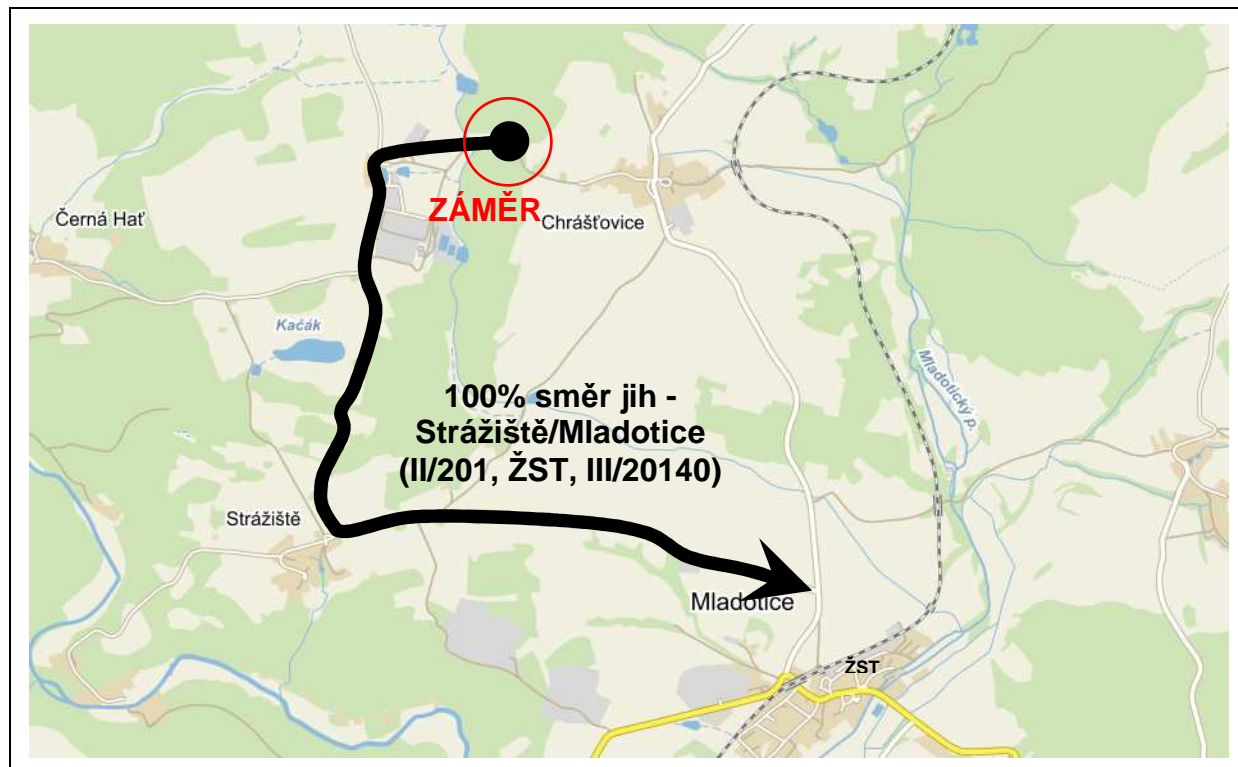 ZÁMĚR
Černá Hať
Chrášťovice
Kačák
Mladotický p.
100% směr jih -
Strážiště/Mladotice
(II/201, ŽST, III/20140)
Strážiště
Mladotice
ŽST